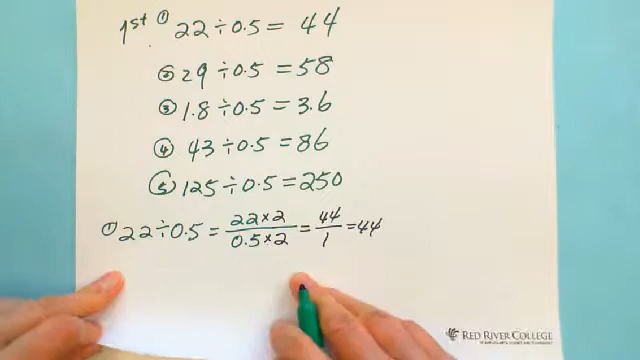 1st ① 22 ÷ 0.5 = 44
② 29 ÷ 0.5 = 58
③ 1.8 ÷ 0.5 = 3.6
④ 43 ÷ 0.5 = 86
⑤ 125 ÷ 0.5 = 250
① 22 ÷ 0.5 = 22 × 2 / 0.5 × 2 = 44 / 1 = 44
RED RIVER COLLEGE